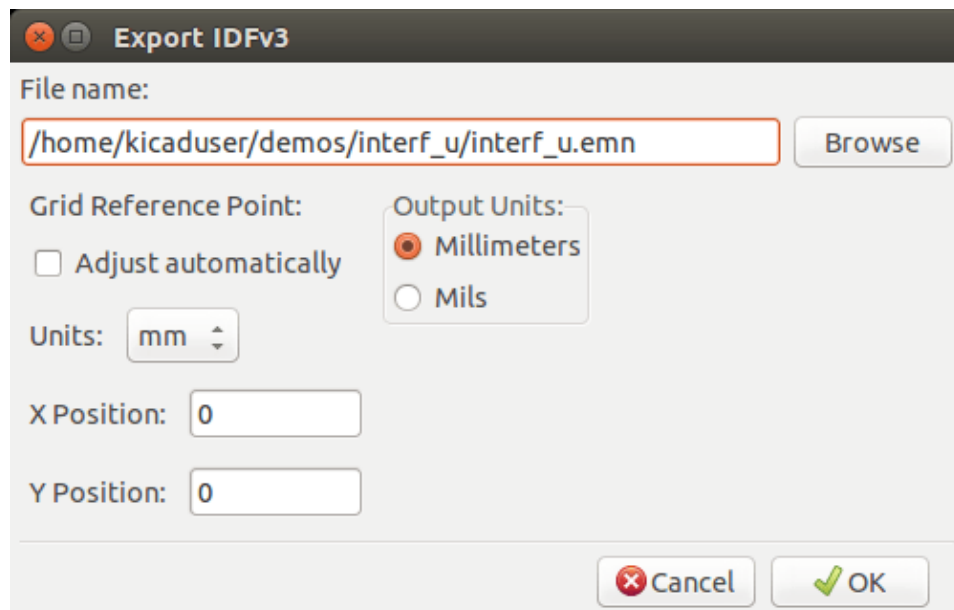 Export IDFv3
File name:
/home/kicaduser/demos/interf_u/interf_u.emn
Browse
Grid Reference Point:
Adjust automatically
Units: mm
X Position: 0
Y Position: 0
Output Units:
Millimeters
Mils
Cancel
OK